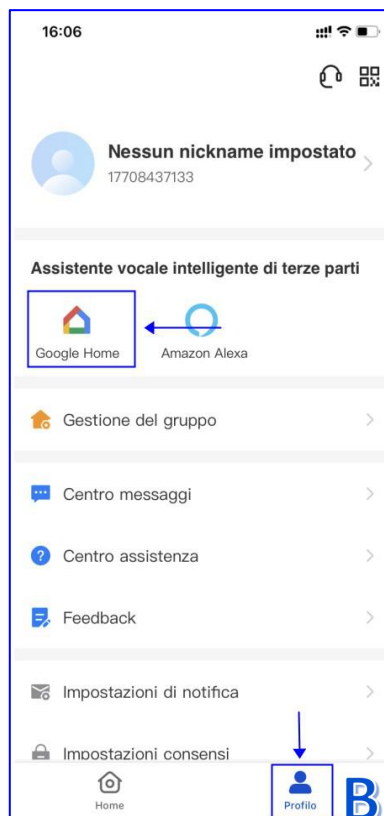 16:06
Nessun nickname impostato
17708437133
Assistente vocale intelligente di terze parti
Google Home
Amazon Alexa
Gestione del gruppo
Centro messaggi
Centro assistenza
Feedback
Impostazioni di notifica
Impostazioni consensi
Home
Profilo
B